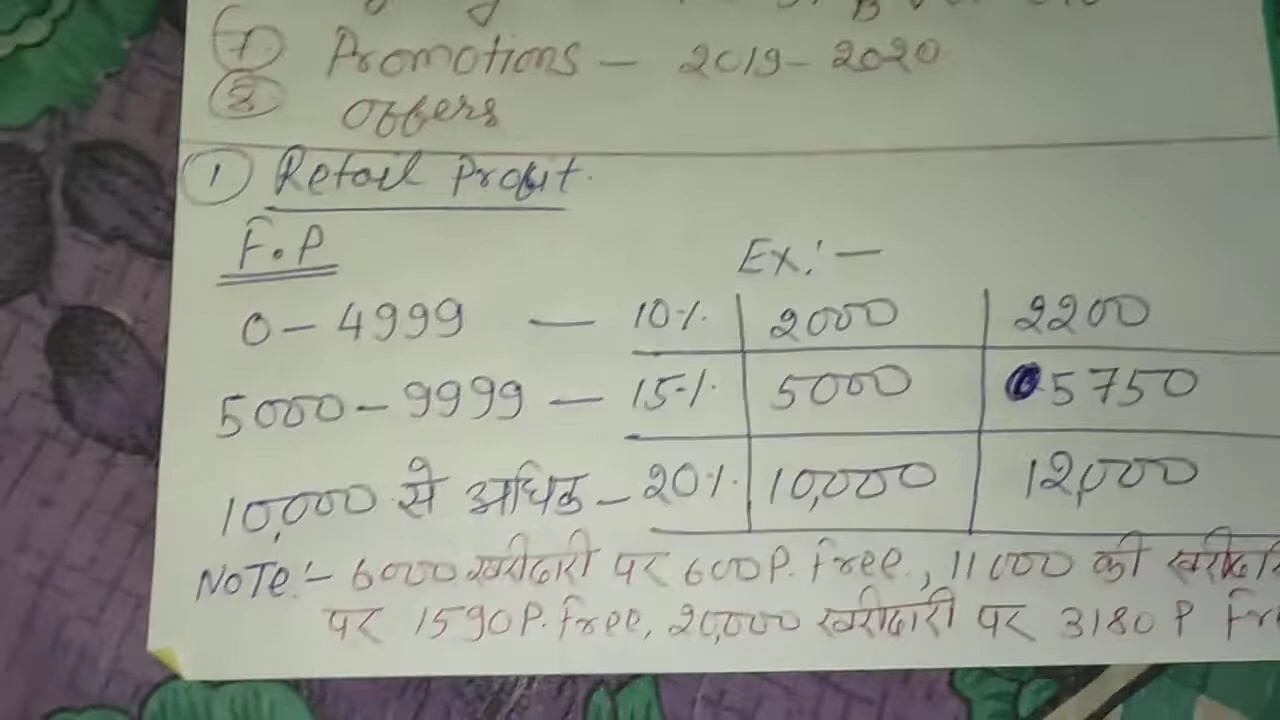 ⑦ Promotions – 2019–2020
⑧ Offers
① Retail Profit.
F.P
Ex:–
0–4999 — 10% | 2000 | 2200
5000–9999 — 15% | 5000 | 5750
10,000 से अधिक – 20% | 10,000 | 12,000
NOTE:– 6000 खरीदारी पर 600P. Free., 11000 की
पर 1590P. Free, 20,000 खरीदारी पर 3180 P